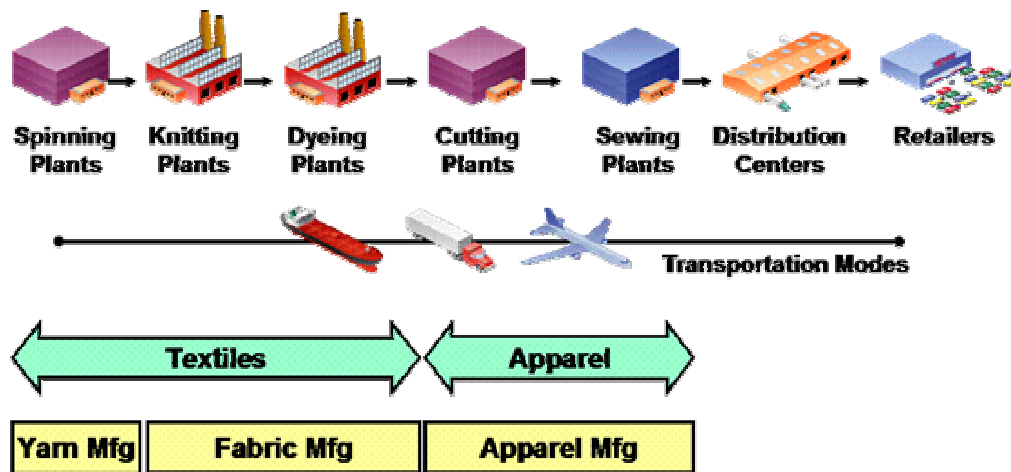 Spinning Plants
Knitting Plants
Dyeing Plants
Cutting Plants
Sewing Plants
Distribution Centers
Retailers
Transportation Modes
Textiles
Apparel
Yarn Mfg
Fabric Mfg
Apparel Mfg